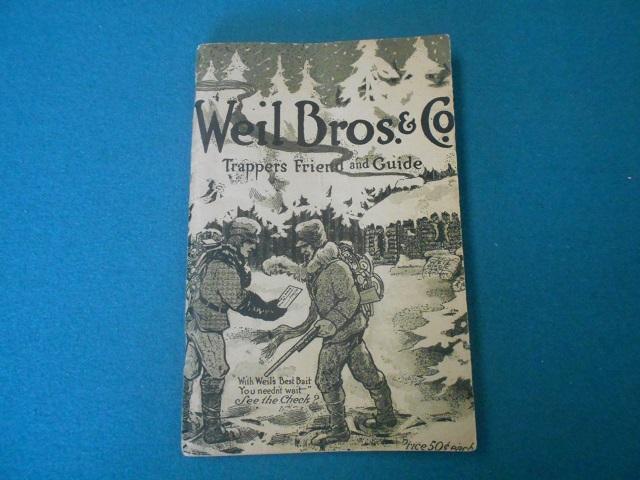 Weil Bros. & Co.
Trappers Friend and Guide
With Weil's Best Bait
You needn't wait—"
See the Check?
Price 50¢ each